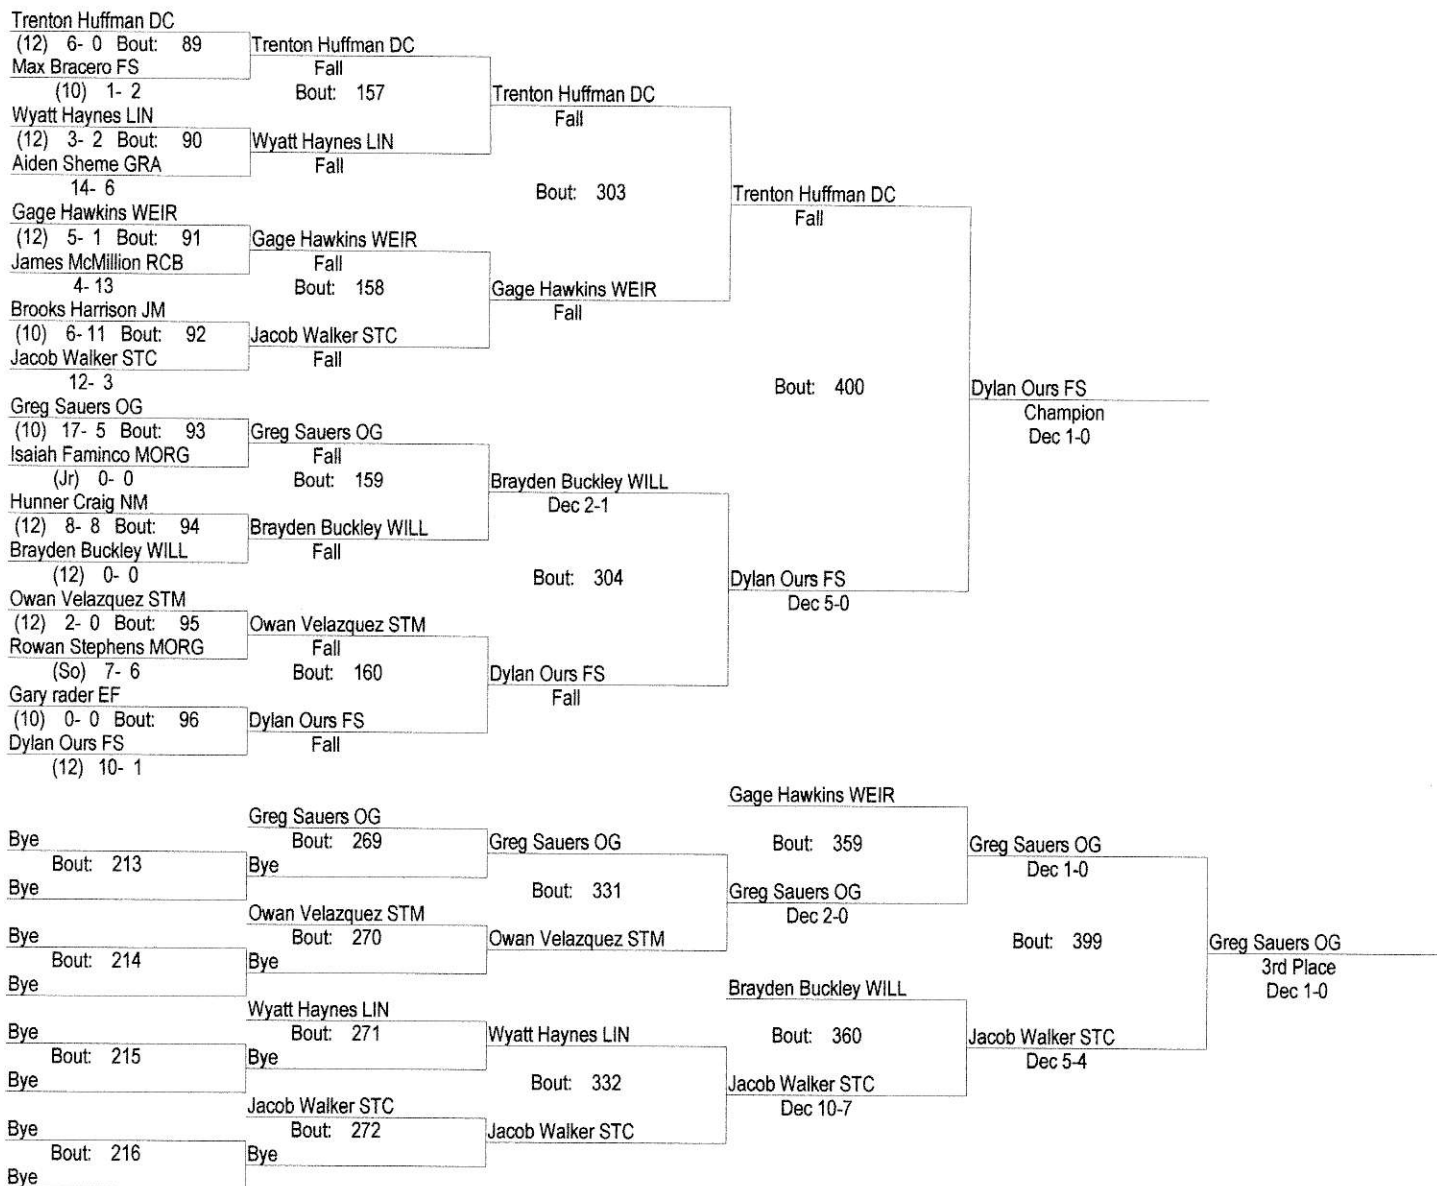 Trenton Huffman DC
(12) 6- 0 Bout: 89
Max Bracero FS
(10) 1- 2
Wyatt Haynes LIN
(12) 3- 2 Bout: 90
Aiden Sheme GRA
14- 6
Gage Hawkins WEIR
(12) 5- 1 Bout: 91
James McMillion RCB
4- 13
Brooks Harrison JM
(10) 6- 11 Bout: 92
Jacob Walker STC
12- 3
Greg Sauers OG
(10) 17- 5 Bout: 93
Isaiah Faminco MORG
(Jr) 0- 0
Hunner Craig NM
(12) 8- 8 Bout: 94
Brayden Buckley WILL
(12) 0- 0
Owan Velazquez STM
(12) 2- 0 Bout: 95
Rowan Stephens MORG
(So) 7- 6
Gary rader EF
(10) 0- 0 Bout: 96
Dylan Ours FS
(12) 10- 1
Trenton Huffman DC
Fall
Bout: 157
Wyatt Haynes LIN
Fall
Gage Hawkins WEIR
Fall
Bout: 158
Jacob Walker STC
Fall
Greg Sauers OG
Fall
Bout: 159
Brayden Buckley WILL
Fall
Owan Velazquez STM
Fall
Bout: 160
Dylan Ours FS
Fall
Trenton Huffman DC
Fall
Bout: 303
Gage Hawkins WEIR
Fall
Brayden Buckley WILL
Dec 2-1
Bout: 304
Dylan Ours FS
Fall
Trenton Huffman DC
Fall
Bout: 400
Dylan Ours FS
Dec 5-0
Dylan Ours FS
Champion
Dec 1-0
Bye
Bout: 213
Bye
Bye
Bout: 214
Bye
Bye
Bout: 215
Bye
Bye
Bout: 216
Bye
Greg Sauers OG
Bout: 269
Bye
Owan Velazquez STM
Bout: 270
Bye
Wyatt Haynes LIN
Bout: 271
Bye
Jacob Walker STC
Bout: 272
Bye
Greg Sauers OG
Bout: 331
Owan Velazquez STM
Wyatt Haynes LIN
Bout: 332
Jacob Walker STC
Gage Hawkins WEIR
Bout: 359
Greg Sauers OG
Dec 2-0
Brayden Buckley WILL
Bout: 360
Jacob Walker STC
Dec 10-7
Greg Sauers OG
Dec 1-0
Bout: 399
Jacob Walker STC
Dec 5-4
Greg Sauers OG
3rd Place
Dec 1-0